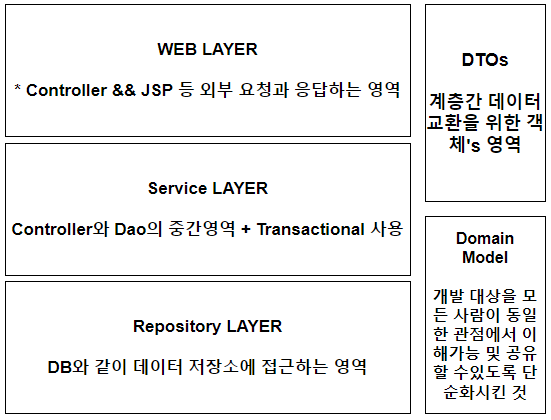 WEB LAYER
* Controller && JSP 등 외부 요청과 응답하는 영역
Service LAYER
Controller와 Dao의 중간영역 + Transactional 사용
Repository LAYER
DB와 같이 데이터 저장소에 접근하는 영역
DTOs
계층간 데이터
교환을 위한 객
체's 영역
Domain
Model
개발 대상을 모
든 사람이 동일
한 관점에서 이
해가능 및 공유
할 수있도록 단
순화시킨 것